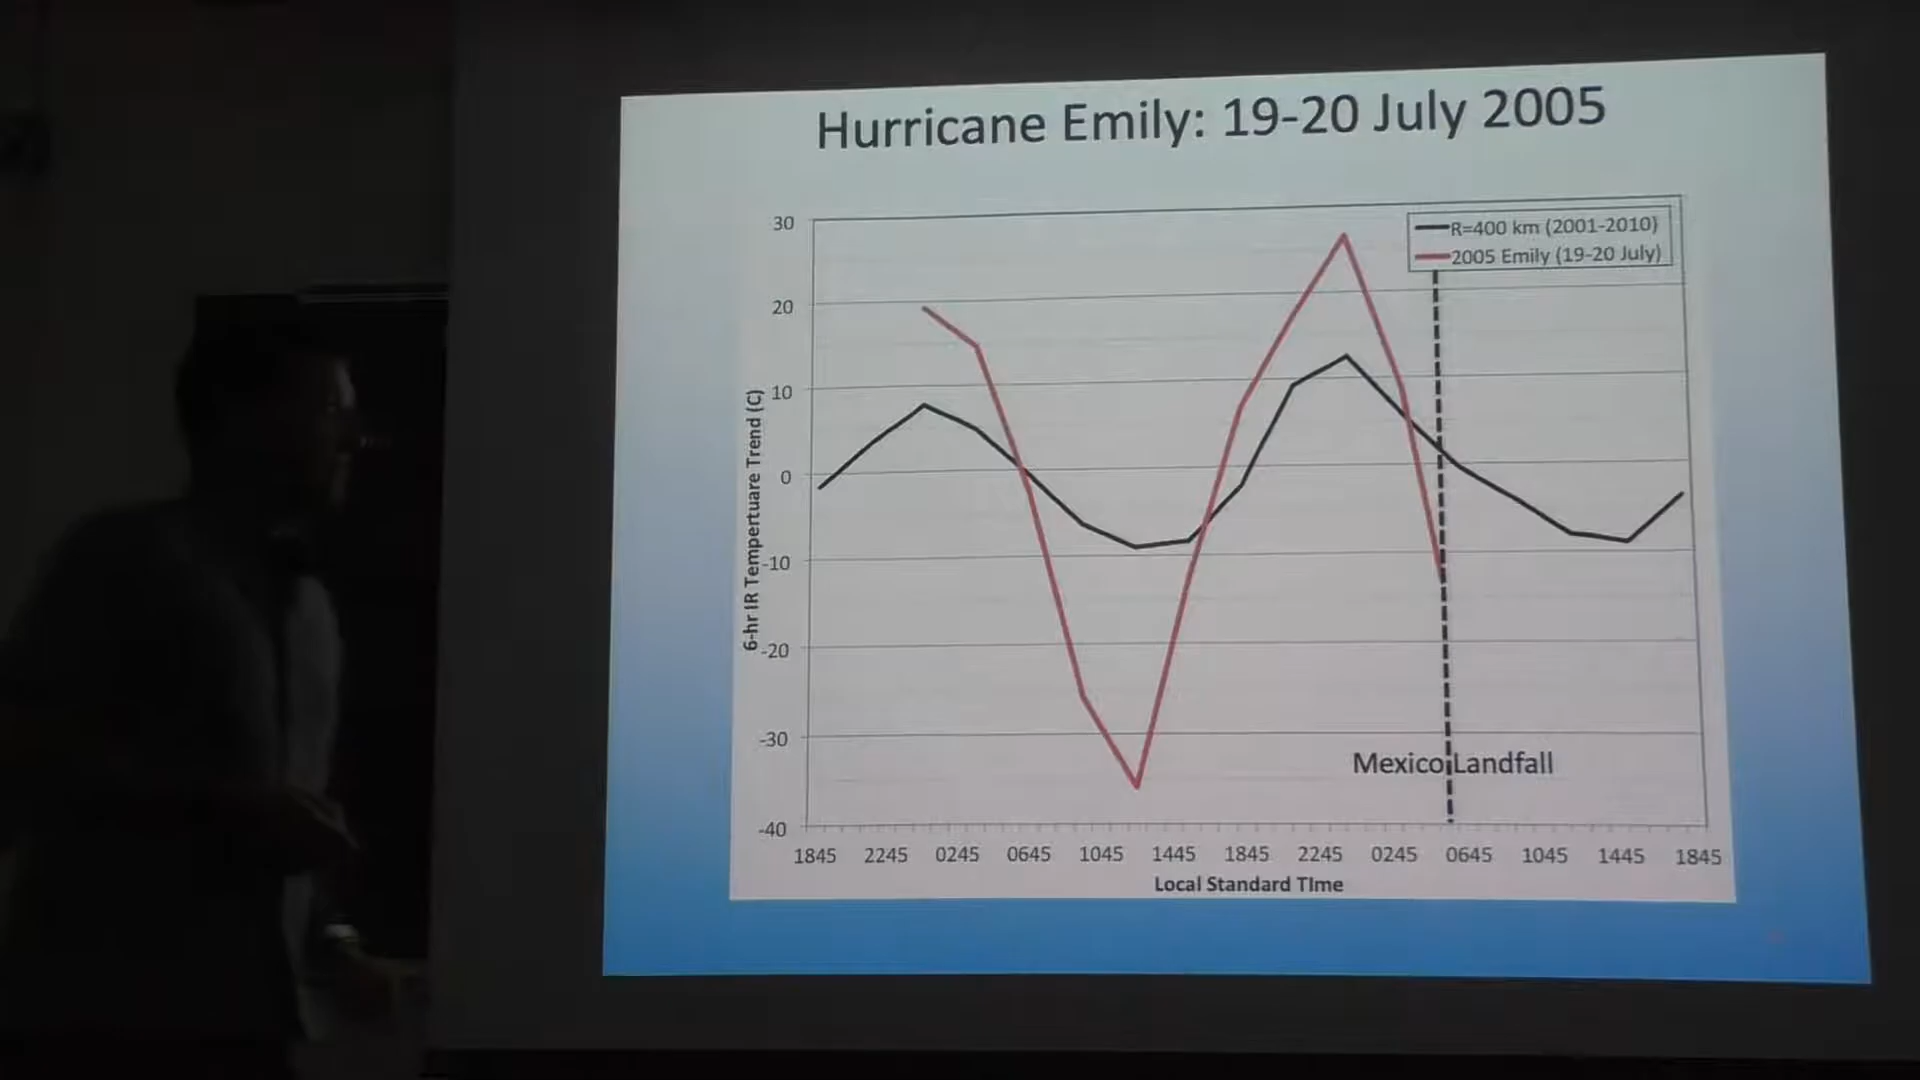 Hurricane Emily: 19-20 July 2005
R=400 km (2001-2010)
2005 Emily (19-20 July)
30
20
10
0
-10
-20
-30
-40
6-hr IR Tempertuare Trend (C)
Mexico Landfall
1845 2245 0245 0645 1045 1445 1845 2245 0245 0645 1045 1445 1845
Local Standard TIme